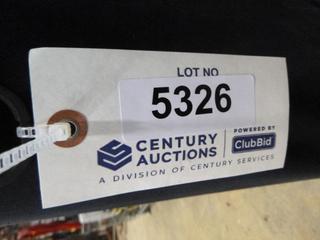 LOT NO
5326
CENTURY AUCTIONS
POWERED BY
ClubBid
A DIVISION OF CENTURY SERVICES